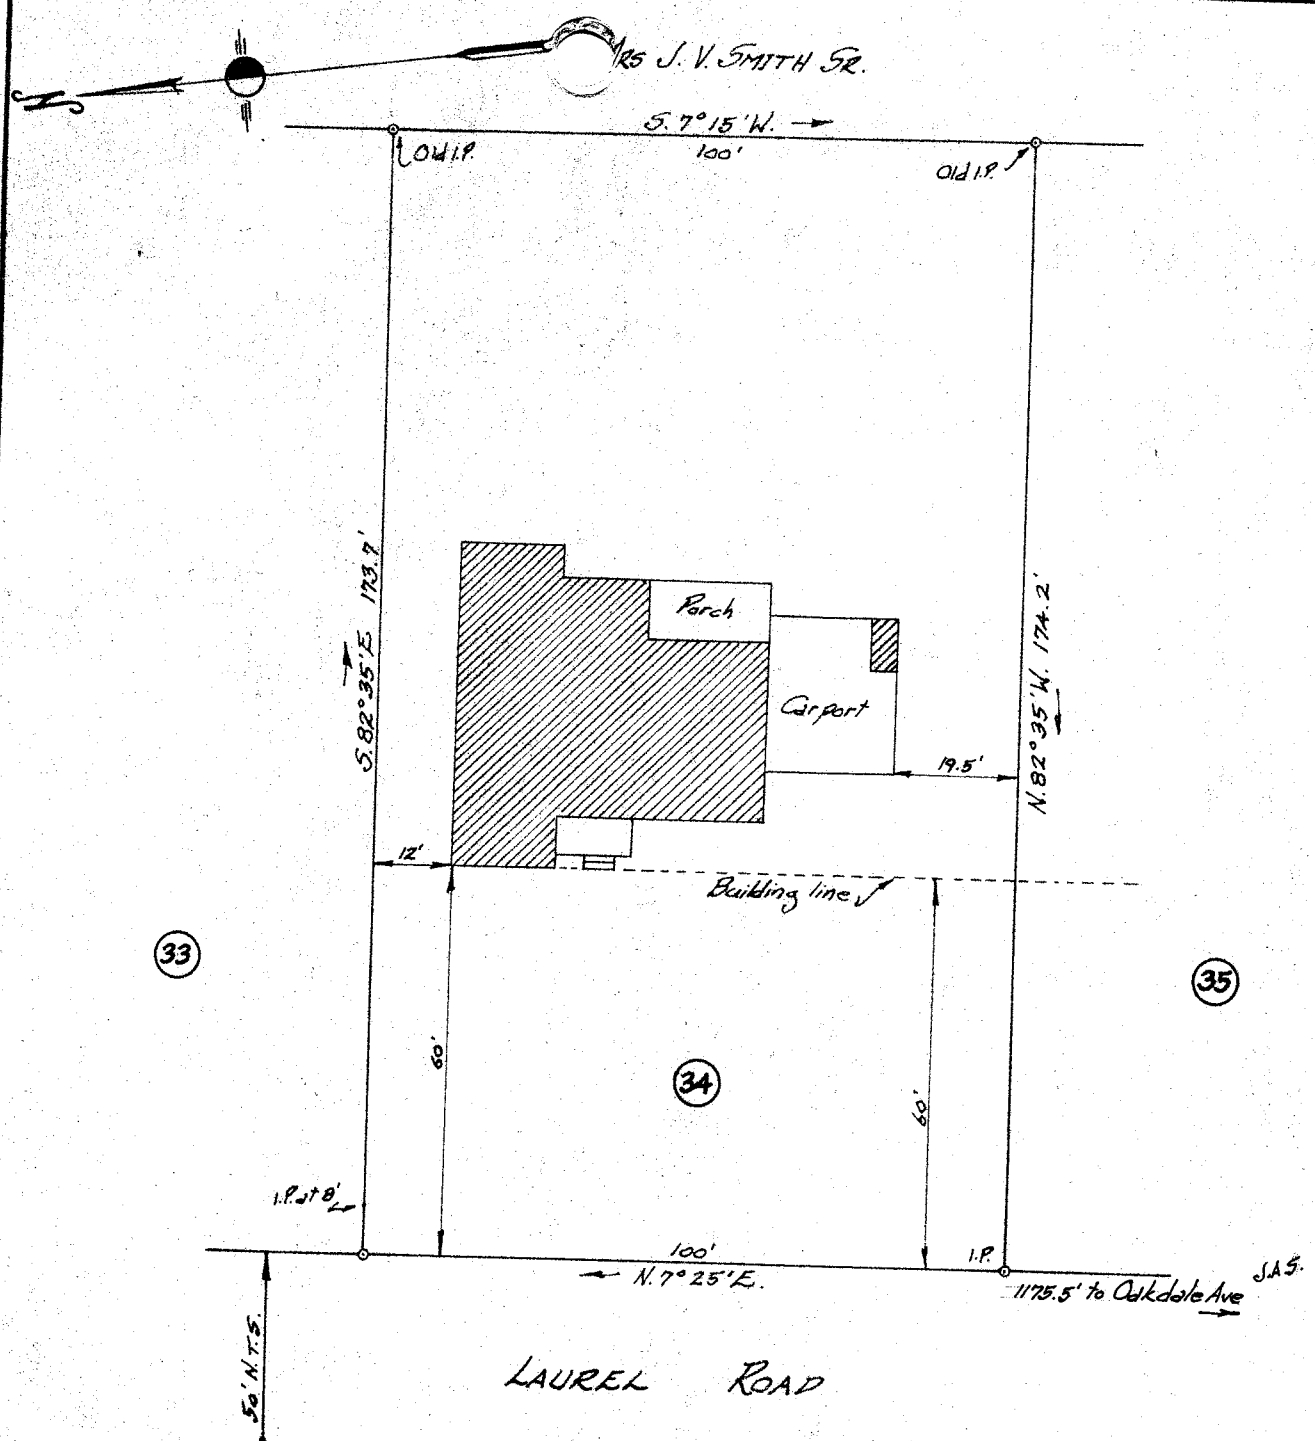 N
RS J. V. SMITH SR.
S. 7° 15' W.
100'
Old I.P.
Old I.P.
S. 82° 35' E 173.7'
N. 82° 35' W. 174.2'
Porch
Carport
19.5'
12'
Building line
33
35
34
60'
60'
I.P. at 8'
100'
N. 7° 25' E.
I.P.
J.A.S.
1175.5' to Oakdale Ave
50' N.T.S.
LAUREL ROAD